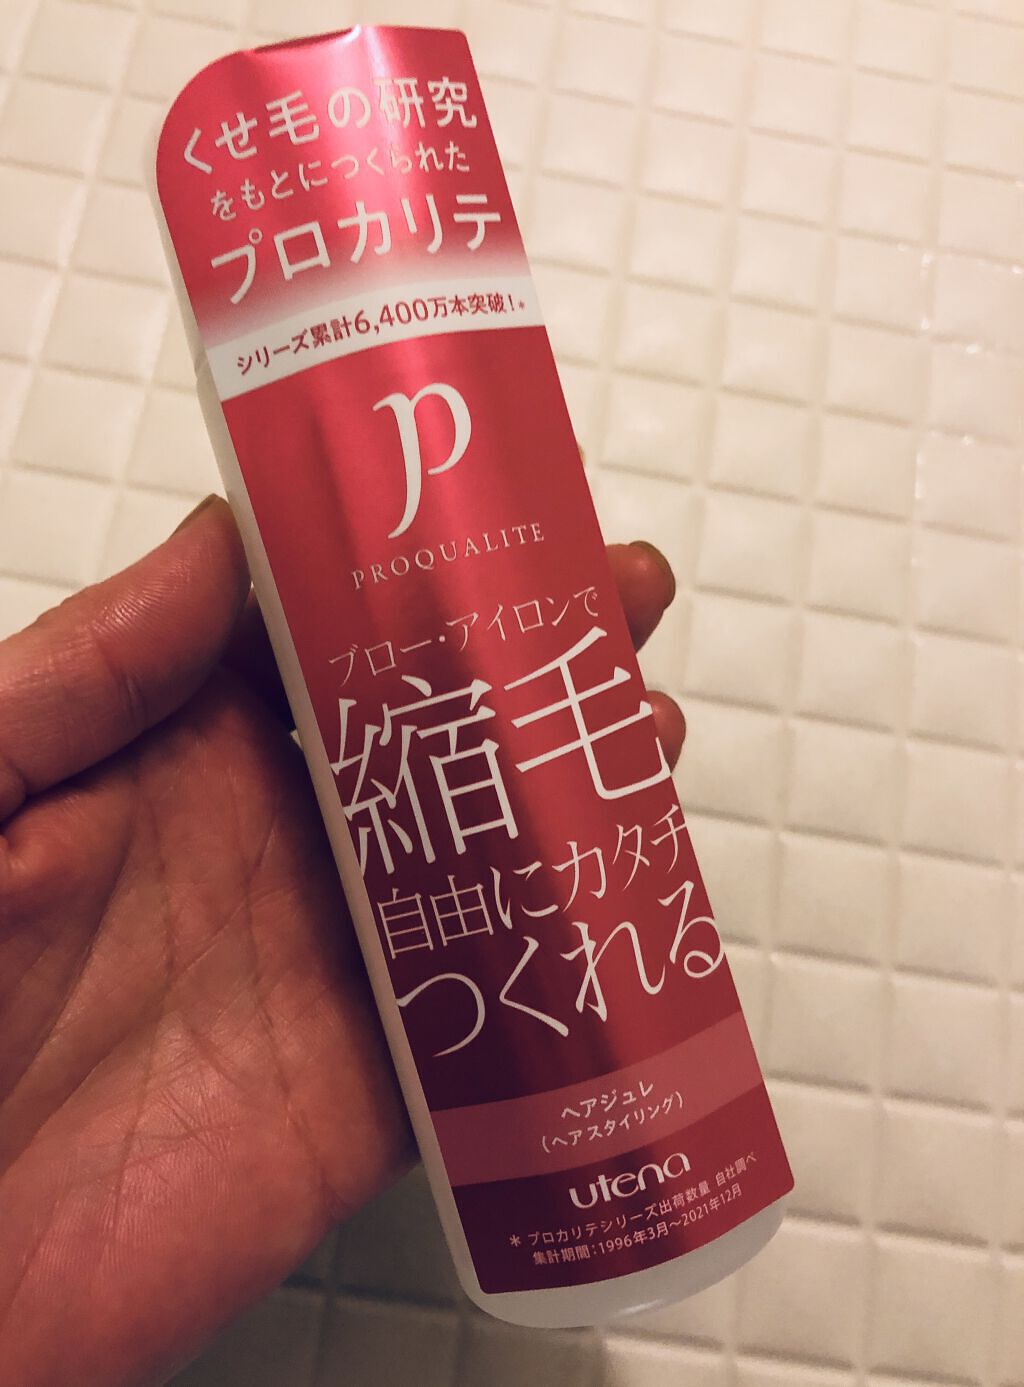 くせ毛の研究
をもとにつくられた
プロカリテ
シリーズ累計6,400万本突破！*
p
PROQUALITE
ブロー・アイロンで
縮毛
自由にカタチ
つくれる
ヘアジュレ
(ヘアスタイリング)
utena
* プロカリテシリーズ出荷数量 自社調べ
集計期間：1996年3月〜2021年12月